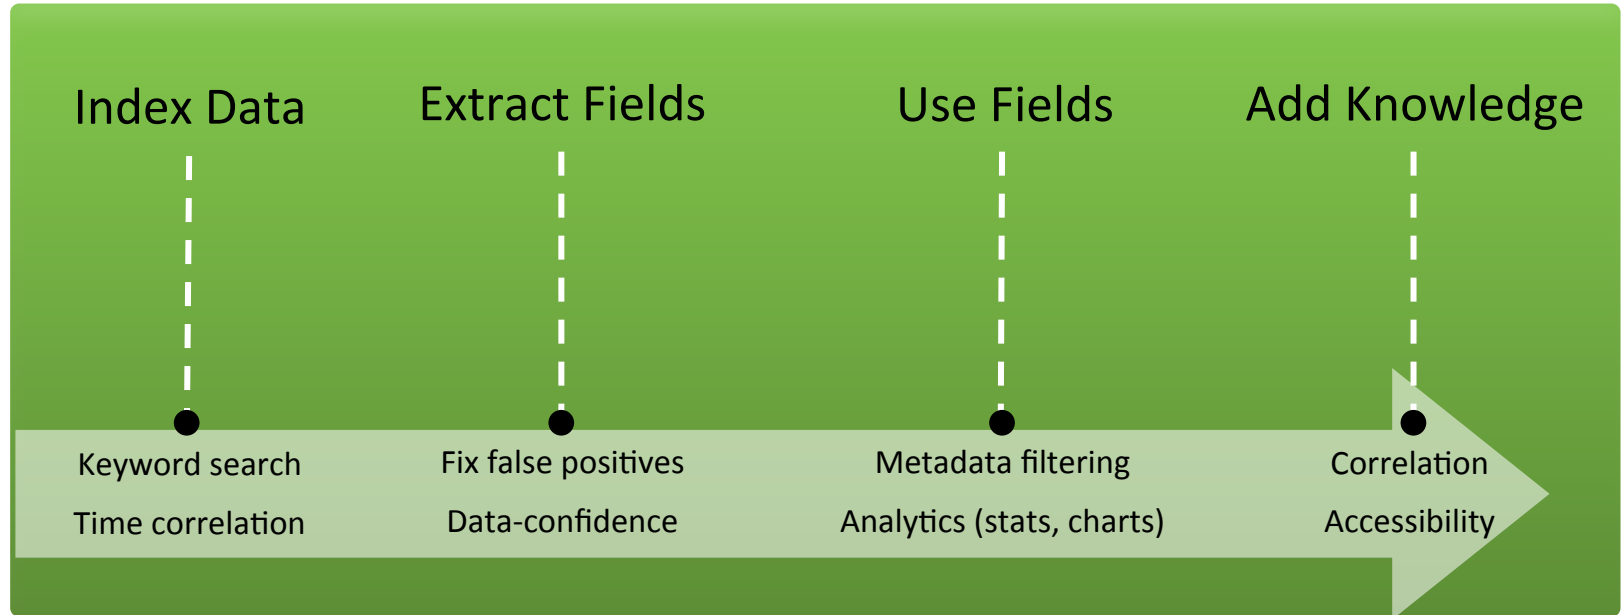 Index Data
Extract Fields
Use Fields
Add Knowledge
Keyword search
Fix false positives
Metadata filtering
Correlation
Time correlation
Data-confidence
Analytics (stats, charts)
Accessibility